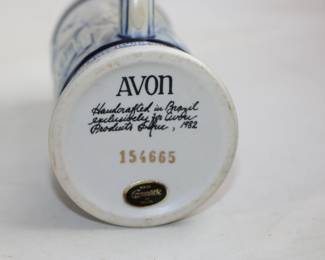 AVON
Handcrafted in Brazil
exclusively for Avon
Products Inc., 1982
154665